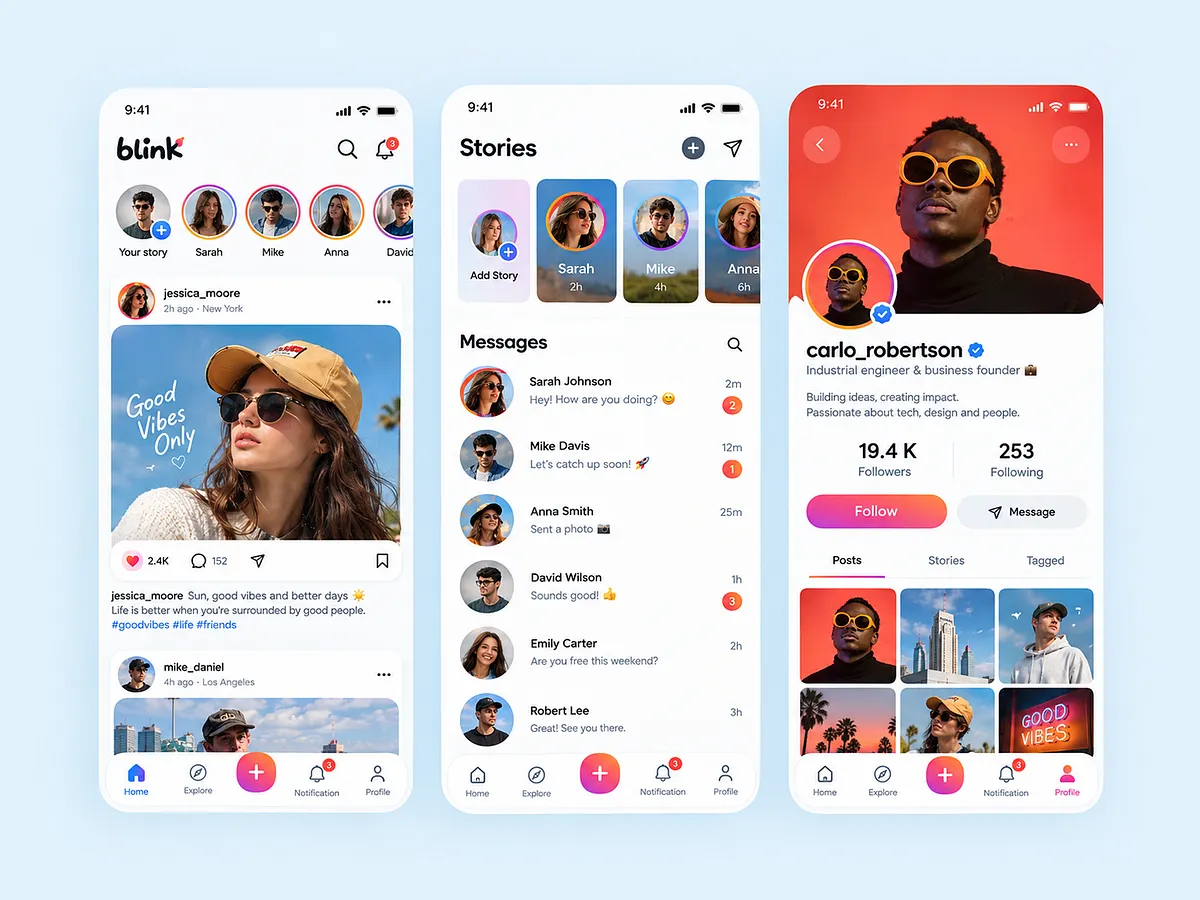 9:41
blink
3
Your story
Sarah
Mike
Anna
David
jessica_moore
2h ago · New York
Good
Vibes
Only
2.4K
152
jessica_moore Sun, good vibes and better days ☀️
Life is better when you're surrounded by good people.
#goodvibes #life #friends
mike_daniel
4h ago · Los Angeles
Home
Explore
3
Notification
Profile
9:41
Stories
Add Story
Sarah
2h
Mike
4h
Anna
6h
Messages
Sarah Johnson
2m
Hey! How are you doing? 😊
2
Mike Davis
12m
Let's catch up soon! 🚀
1
Anna Smith
25m
Sent a photo 📷
David Wilson
1h
Sounds good! 👍
3
Emily Carter
2h
Are you free this weekend?
Robert Lee
3h
Great! See you there.
Home
Explore
3
Notification
Profile
9:41
carlo_robertson
Industrial engineer & business founder 💼
Building ideas, creating impact.
Passionate about tech, design and people.
19.4 K
Followers
253
Following
Follow
Message
Posts
Stories
Tagged
GOOD
VIBES
Home
Explore
3
Notification
Profile